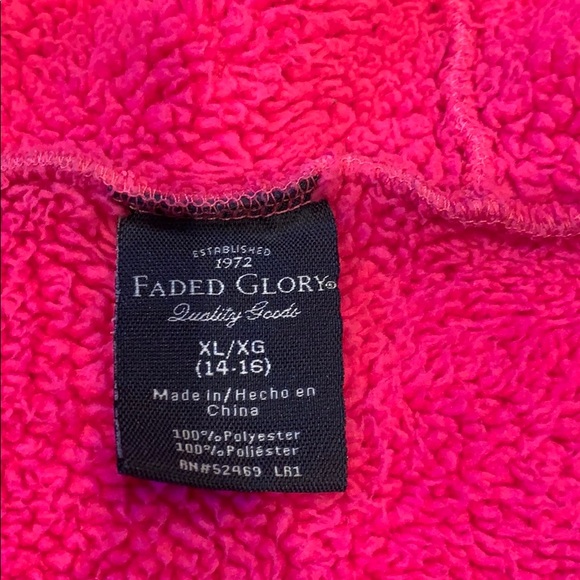 ESTABLISHED
1972
FADED GLORY®
Quality Goods
XL/XG
(14-16)
Made in/Hecho en
China
100%Polyester
100%Poliéster
RN#52469 LR1